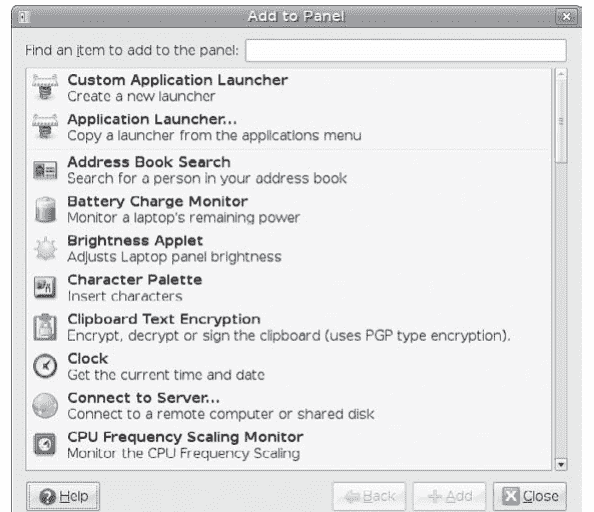 Add to Panel
Find an item to add to the panel:
Custom Application Launcher
Create a new launcher
Application Launcher...
Copy a launcher from the applications menu
Address Book Search
Search for a person in your address book
Battery Charge Monitor
Monitor a laptop's remaining power
Brightness Applet
Adjusts Laptop panel brightness
Character Palette
Insert characters
Clipboard Text Encryption
Encrypt, decrypt or sign the clipboard (uses PGP type encryption).
Clock
Get the current time and date
Connect to Server...
Connect to a remote computer or shared disk
CPU Frequency Scaling Monitor
Monitor the CPU Frequency Scaling
Help Back Add Close